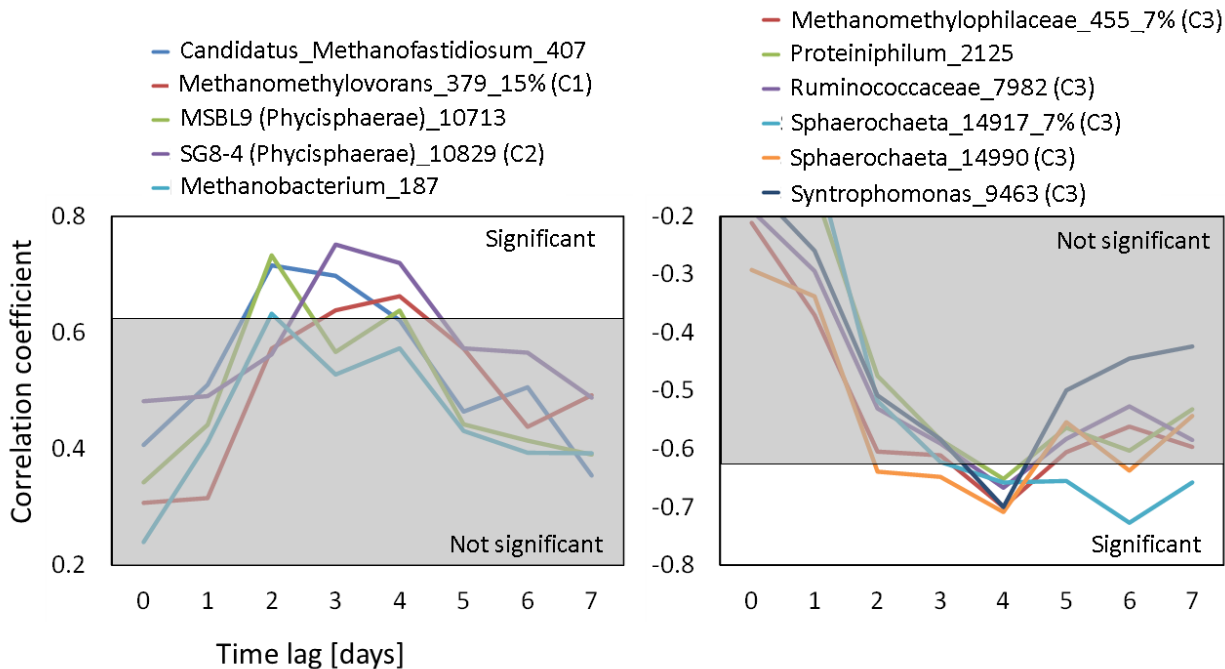 Candidatus_Methanofastidiosum_407
Methanomethylovorans_379_15% (C1)
MSBL9 (Phycisphaerae)_10713
SG8-4 (Phycisphaerae)_10829 (C2)
Methanobacterium_187
Methanomethylophilaceae_455_7% (C3)
Proteiniphilum_2125
Ruminococcaceae_7982 (C3)
Sphaerochaeta_14917_7% (C3)
Sphaerochaeta_14990 (C3)
Syntrophomonas_9463 (C3)
Correlation coefficient
0.8
0.6
0.4
0.2
Significant
Not significant
0 1 2 3 4 5 6 7
Time lag [days]
-0.2
-0.3
-0.4
-0.5
-0.6
-0.7
-0.8
Not significant
Significant
0 1 2 3 4 5 6 7